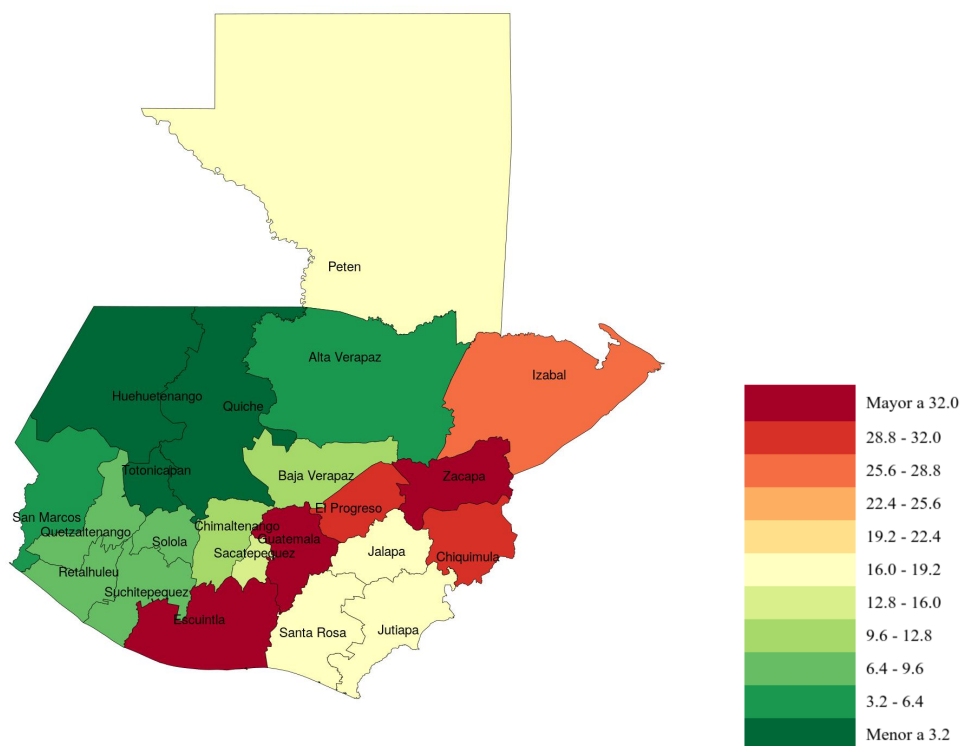 Peten
Alta Verapaz
Izabal
Huehuetenango
Quiche
Totonicapan
Baja Verapaz
Zacapa
El Progreso
San Marcos
Quetzaltenango
Chimaltenango
Guatemala
Solola
Sacatepequez
Jalapa
Chiquimula
Retalhuleu
Suchitepequez
Escuintla
Santa Rosa
Jutiapa
Mayor a 32.0
28.8 - 32.0
25.6 - 28.8
22.4 - 25.6
19.2 - 22.4
16.0 - 19.2
12.8 - 16.0
9.6 - 12.8
6.4 - 9.6
3.2 - 6.4
Menor a 3.2